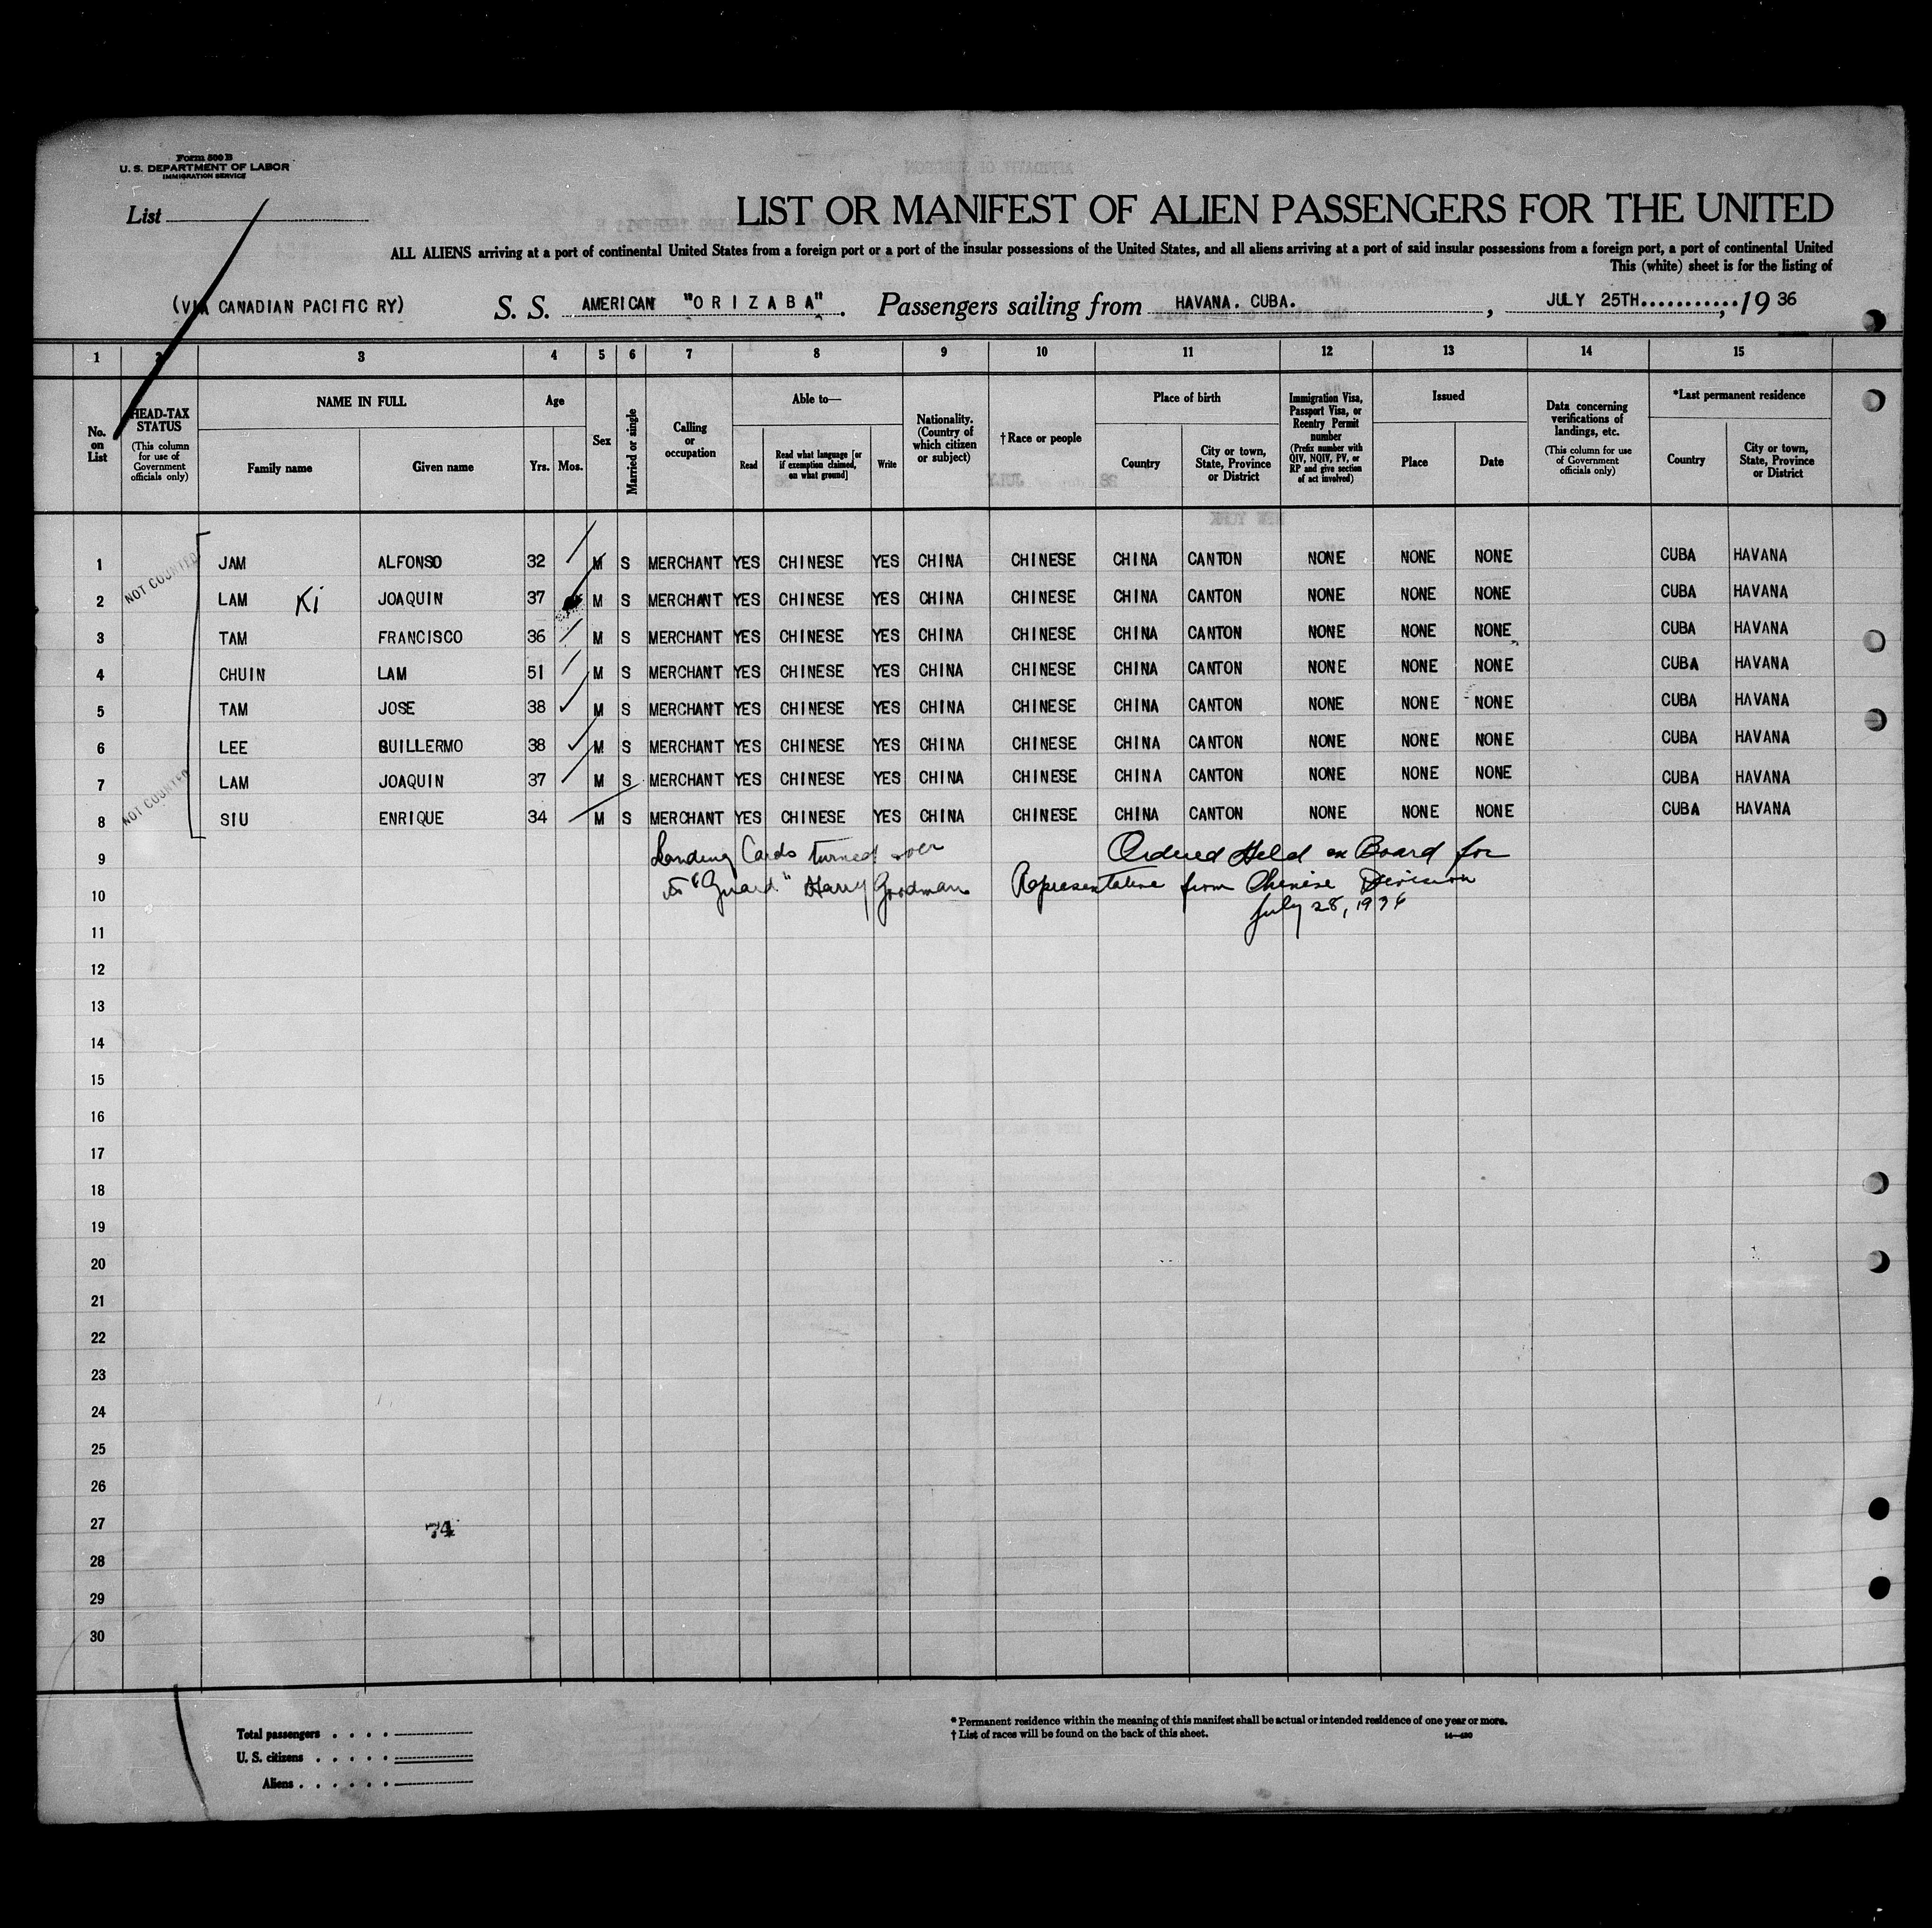 Form 500 B
U. S. DEPARTMENT OF LABOR
IMMIGRATION SERVICE
List
LIST OR MANIFEST OF ALIEN PASSENGERS FOR THE UNITED
ALL ALIENS arriving at a port of continental United States from a foreign port or a port of the insular possessions of the United States, and all aliens arriving at a port of said insular possessions from a foreign port, a port of continental United
This (white) sheet is for the listing of
(VIA CANADIAN PACIFIC RY) S. S. AMERICAN "ORIZABA". Passengers sailing from HAVANA. CUBA. , JULY 25TH..........., 19 36
1 2 3 4 5 6 7 8 9 10 11 12 13 14 15
No. on List
HEAD-TAX STATUS
(This column for use of Government officials only)
NAME IN FULL
Family name Given name
Age
Yrs. Mos.
Sex
Married or single
Calling or occupation
Able to—
Read Read what language [or if exemption claimed, on what ground] Write
Nationality. (Country of which citizen or subject)
†Race or people
Place of birth
Country City or town, State, Province or District
Immigration Visa, Passport Visa, or Reentry Permit number
(Prefix number with QIV, NQIV, PV, or RP and give section of act involved)
Issued
Place Date
Data concerning verifications of landings, etc.
(This column for use of Government officials only)
*Last permanent residence
Country City or town, State, Province or District
NOT COUNTED
1 JAM ALFONSO 32 M S MERCHANT YES CHINESE YES CHINA CHINESE CHINA CANTON NONE NONE NONE CUBA HAVANA
2 LAM Ki JOAQUIN 37 M S MERCHANT YES CHINESE YES CHINA CHINESE CHINA CANTON NONE NONE NONE CUBA HAVANA
3 TAM FRANCISCO 36 M S MERCHANT YES CHINESE YES CHINA CHINESE CHINA CANTON NONE NONE NONE CUBA HAVANA
4 CHUIN LAM 51 M S MERCHANT YES CHINESE YES CHINA CHINESE CHINA CANTON NONE NONE NONE CUBA HAVANA
5 TAM JOSE 38 M S MERCHANT YES CHINESE YES CHINA CHINESE CHINA CANTON NONE NONE NONE CUBA HAVANA
6 LEE GUILLERMO 38 M S MERCHANT YES CHINESE YES CHINA CHINESE CHINA CANTON NONE NONE NONE CUBA HAVANA
7 LAM JOAQUIN 37 M S MERCHANT YES CHINESE YES CHINA CHINESE CHINA CANTON NONE NONE NONE CUBA HAVANA
NOT COUNTED
8 SIU ENRIQUE 34 M S MERCHANT YES CHINESE YES CHINA CHINESE CHINA CANTON NONE NONE NONE CUBA HAVANA
9 Landing Cards turned over Ordered Held on Board for
10 to "Guard" Harry Goodman Representative from Chinese Division
July 28, 1936
11
12
13
14
15
16
17
18
19
20
21
22
23
24
25
26
27 74
28
29
30
Total passengers . . . .
U. S. citizens . . . . .
Aliens . . . . . .
* Permanent residence within the meaning of this manifest shall be actual or intended residence of one year or more.
† List of races will be found on the back of this sheet.
14—430